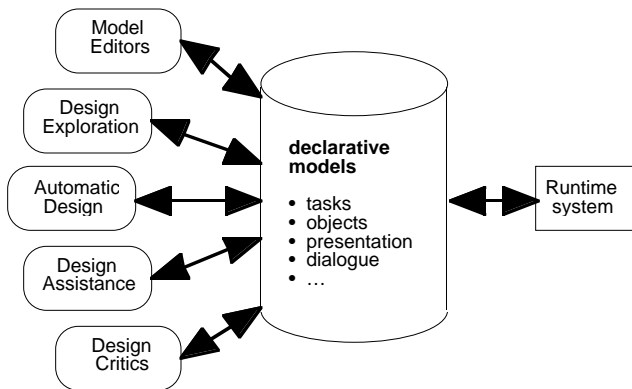 Model
Editors
Design
Exploration
Automatic
Design
Design
Assistance
Design
Critics
declarative
models
• tasks
• objects
• presentation
• dialogue
• …
Runtime
system